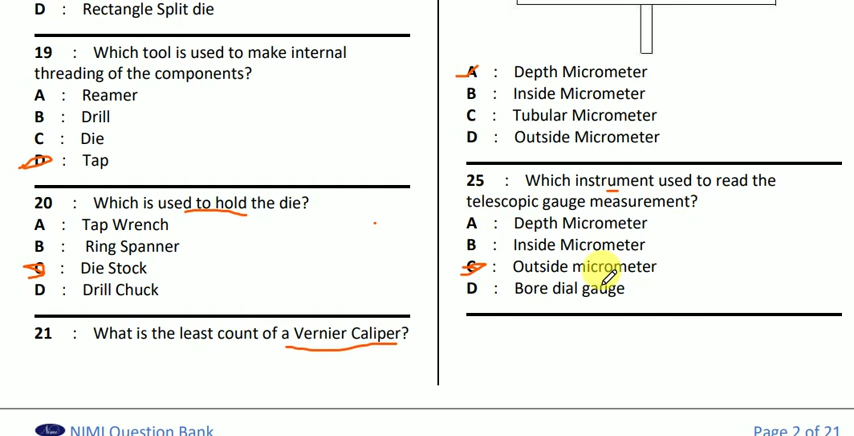 D : Rectangle Split die
19 : Which tool is used to make internal
threading of the components?
A : Reamer
B : Drill
C : Die
D : Tap
20 : Which is used to hold the die?
A : Tap Wrench
B : Ring Spanner
C : Die Stock
D : Drill Chuck
21 : What is the least count of a Vernier Caliper?
A : Depth Micrometer
B : Inside Micrometer
C : Tubular Micrometer
D : Outside Micrometer
25 : Which instrument used to read the
telescopic gauge measurement?
A : Depth Micrometer
B : Inside Micrometer
C : Outside micrometer
D : Bore dial gauge
Nimi NIMI Question Bank
Page 2 of 21